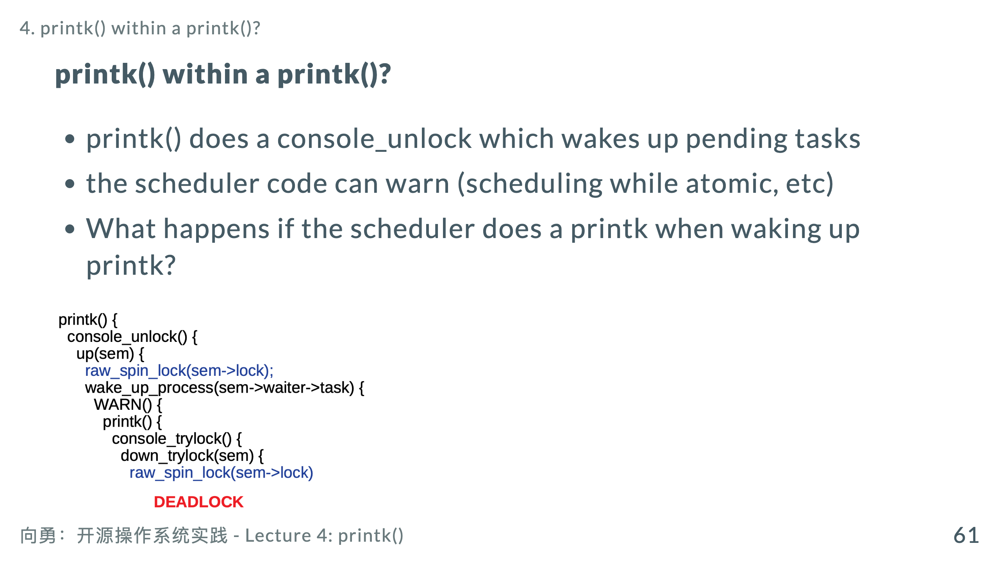 4. printk() within a printk()?
printk() within a printk()?
• printk() does a console_unlock which wakes up pending tasks
• the scheduler code can warn (scheduling while atomic, etc)
• What happens if the scheduler does a printk when waking up
printk?
printk() {
console_unlock() {
up(sem) {
raw_spin_lock(sem->lock);
wake_up_process(sem->waiter->task) {
WARN() {
printk() {
console_trylock() {
down_trylock(sem) {
raw_spin_lock(sem->lock)
DEADLOCK
向勇：开源操作系统实践 - Lecture 4: printk()
61